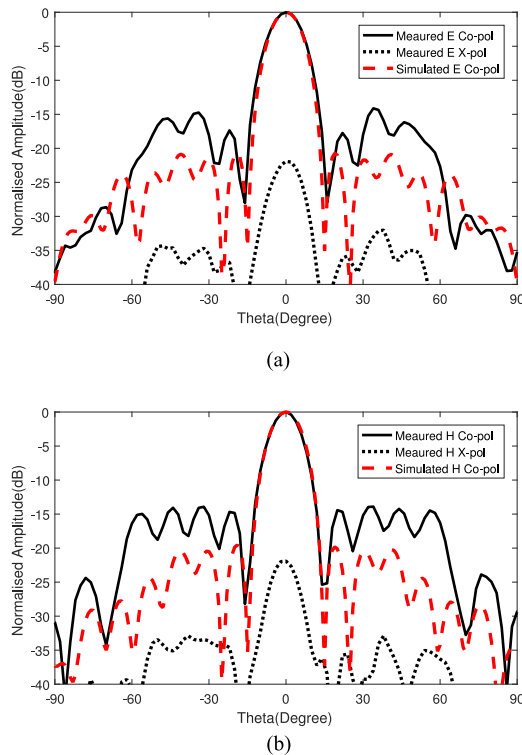 0
-5
-10
-15
-20
-25
-30
-35
-40
Normalised Amplitude(dB)
Meaured E Co-pol
Meaured E X-pol
Simulated E Co-pol
-90 -60 -30 0 30 60 90
Theta(Degree)
(a)
0
-5
-10
-15
-20
-25
-30
-35
-40
Normalised Amplitude(dB)
Meaured H Co-pol
Meaured H X-pol
Simulated H Co-pol
-90 -60 -30 0 30 60 90
Theta(Degree)
(b)